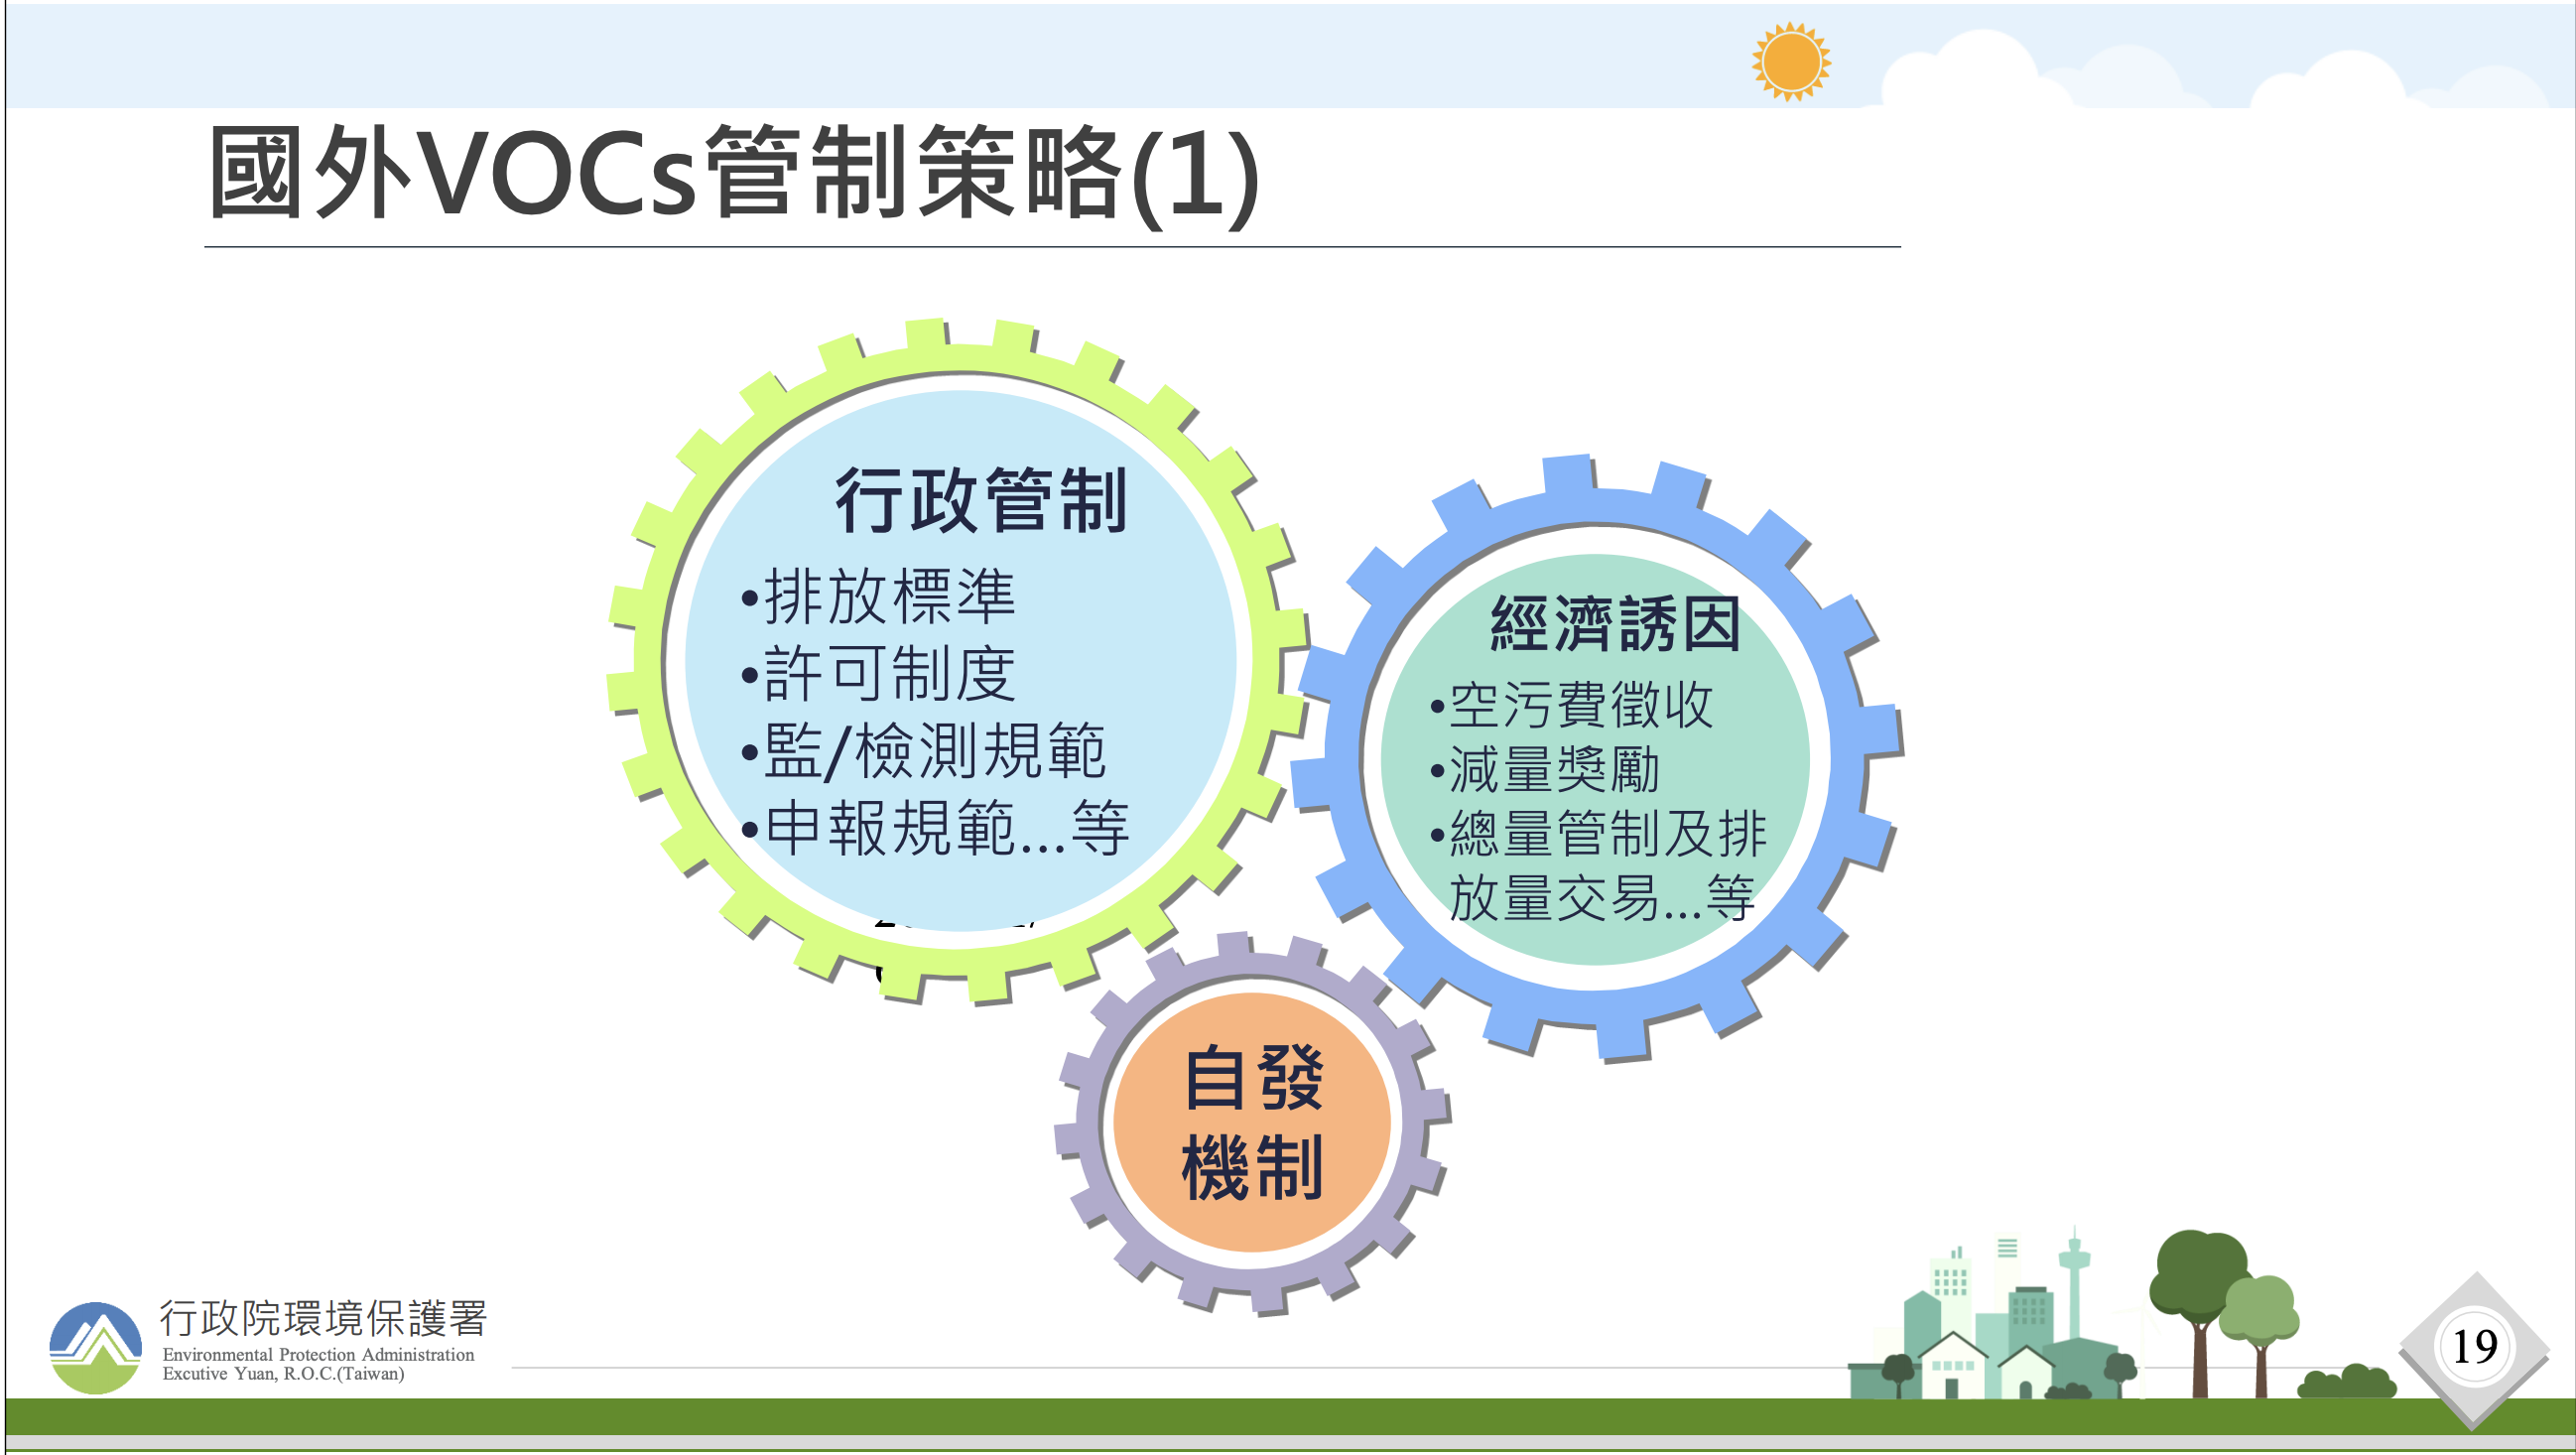 國外VOCs管制策略(1)
行政管制
•排放標準
•許可制度
•監/檢測規範
•申報規範...等
經濟誘因
•空污費徵收
•減量獎勵
•總量管制及排
放量交易...等
自發
機制
行政院環境保護署
Environmental Protection Administration
Excutive Yuan, R.O.C.(Taiwan)
19